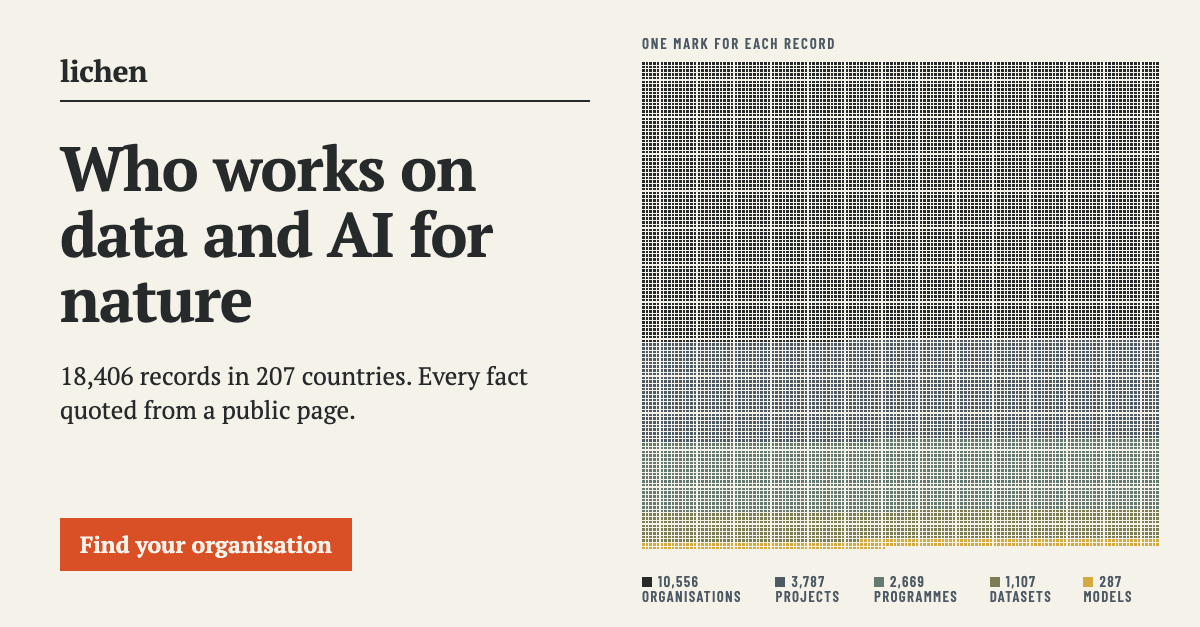 lichen
Who works on
data and AI for
nature
18,406 records in 207 countries. Every fact
quoted from a public page.
Find your organisation
ONE MARK FOR EACH RECORD
10,556
ORGANISATIONS
3,787
PROJECTS
2,669
PROGRAMMES
1,107
DATASETS
287
MODELS